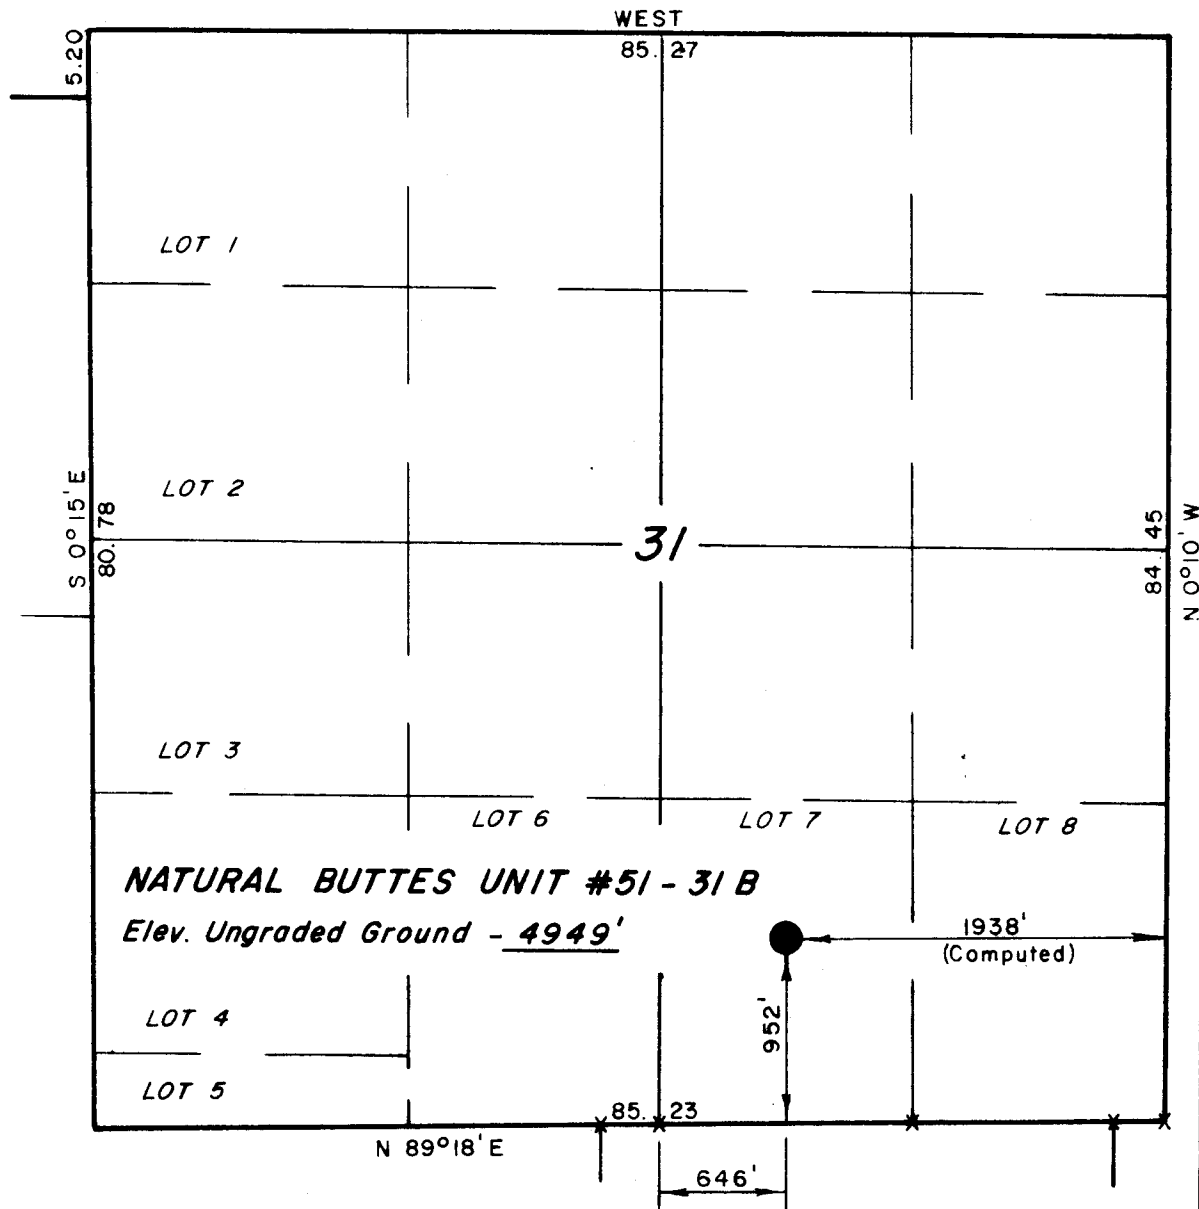 WEST
5.20
85.27
LOT 1
LOT 2
S 0°15' E
80.78
31
84.45
N 0°10' W
LOT 3
LOT 6
LOT 7
LOT 8
NATURAL BUTTES UNIT #51-31 B
Elev. Ungraded Ground - 4949'
1938'
(Computed)
952'
LOT 4
LOT 5
85.23
N 89°18' E
646'